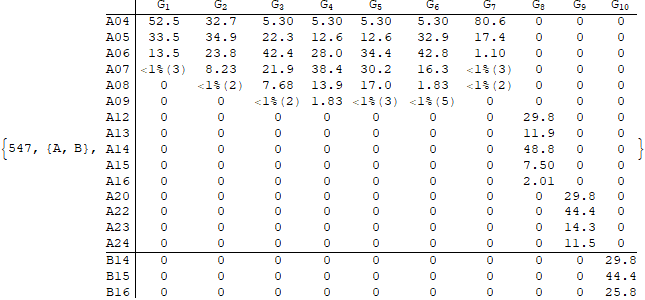 G₁ G₂ G₃ G₄ G₅ G₆ G₇ G₈ G₉ G₁₀
A04 52.5 32.7 5.30 5.30 5.30 5.30 80.6 0 0 0
A05 33.5 34.9 22.3 12.6 12.6 32.9 17.4 0 0 0
A06 13.5 23.8 42.4 28.0 34.4 42.8 1.10 0 0 0
A07 <1%(3) 8.23 21.9 38.4 30.2 16.3 <1%(3) 0 0 0
A08 0 <1%(2) 7.68 13.9 17.0 1.83 <1%(2) 0 0 0
A09 0 0 <1%(2) 1.83 <1%(3) <1%(5) 0 0 0 0
A12 0 0 0 0 0 0 0 29.8 0 0
A13 0 0 0 0 0 0 0 11.9 0 0
{547, {A, B}, A14 0 0 0 0 0 0 0 48.8 0 0 }
A15 0 0 0 0 0 0 0 7.50 0 0
A16 0 0 0 0 0 0 0 2.01 0 0
A20 0 0 0 0 0 0 0 0 29.8 0
A22 0 0 0 0 0 0 0 0 44.4 0
A23 0 0 0 0 0 0 0 0 14.3 0
A24 0 0 0 0 0 0 0 0 11.5 0
B14 0 0 0 0 0 0 0 0 0 29.8
B15 0 0 0 0 0 0 0 0 0 44.4
B16 0 0 0 0 0 0 0 0 0 25.8